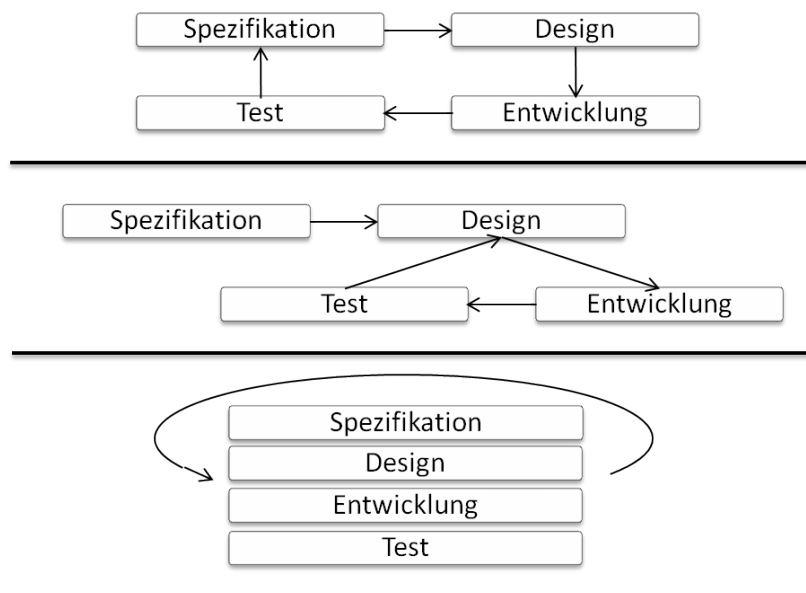 Spezifikation
Design
Test
Entwicklung
Spezifikation
Design
Test
Entwicklung
Spezifikation
Design
Entwicklung
Test